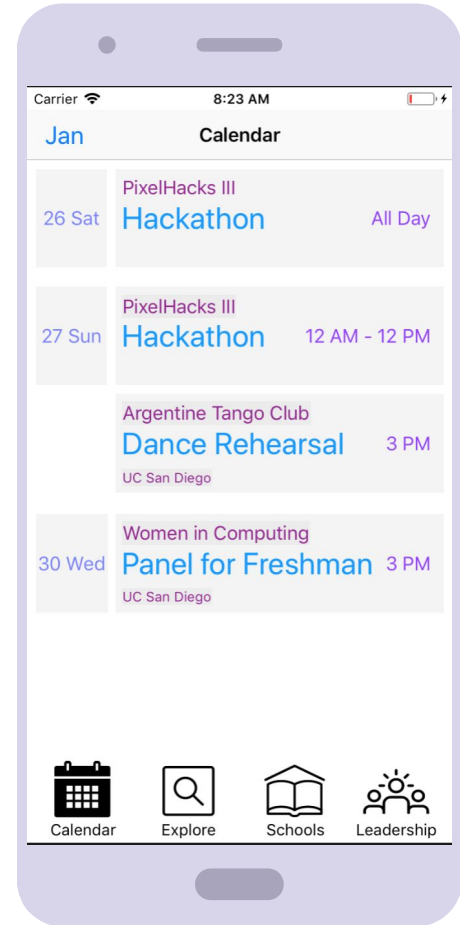 Carrier 8:23 AM
Jan Calendar
PixelHacks III
26 Sat Hackathon All Day
PixelHacks III
27 Sun Hackathon 12 AM - 12 PM
Argentine Tango Club
Dance Rehearsal 3 PM
UC San Diego
Women in Computing
30 Wed Panel for Freshman 3 PM
UC San Diego
Calendar Explore Schools Leadership